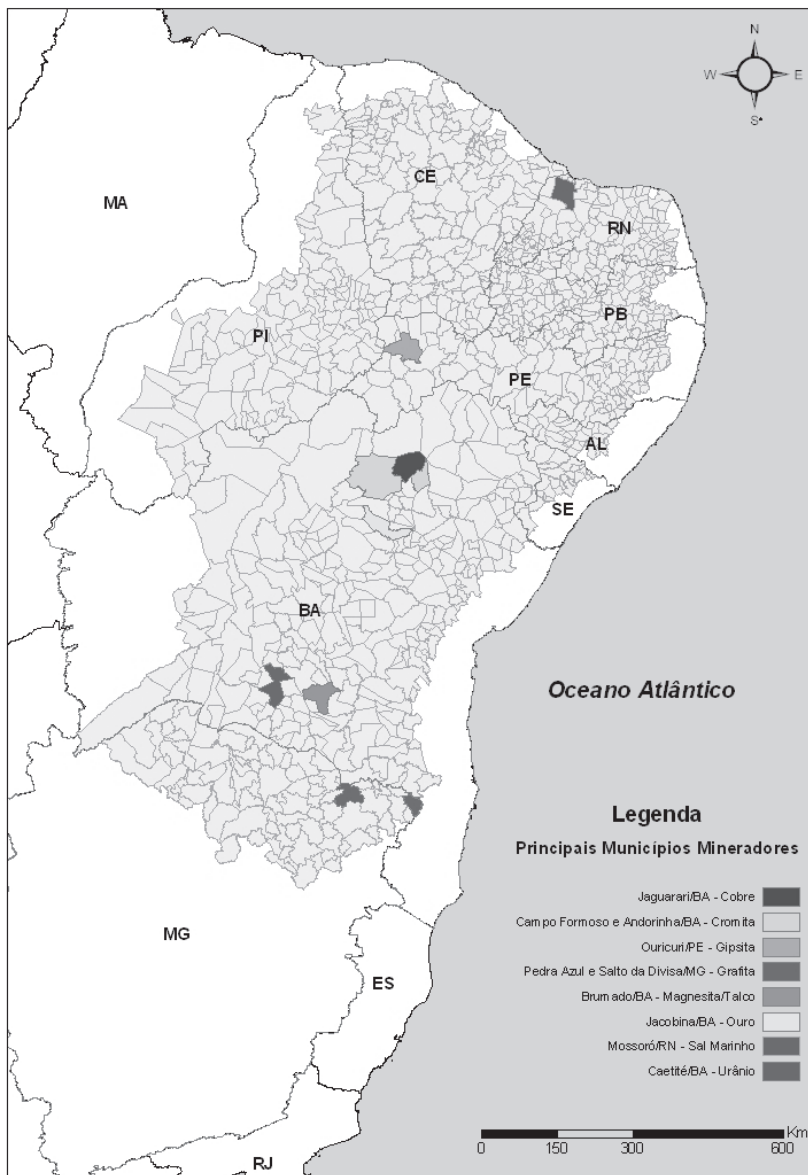 N
W E
S
MA
CE
RN
PB
PI
PE
AL
SE
BA
Oceano Atlântico
MG
ES
RJ
Legenda
Principais Municípios Mineradores
Jaguarari/BA - Cobre
Campo Formoso e Andorinha/BA - Cromita
Ouricuri/PE - Gipsita
Pedra Azul e Salto da Divisa/MG - Grafita
Brumado/BA - Magnesita/Talco
Jacobina/BA - Ouro
Mossoró/RN - Sal Marinho
Caetité/BA - Urânio
Km
0 150 300 600